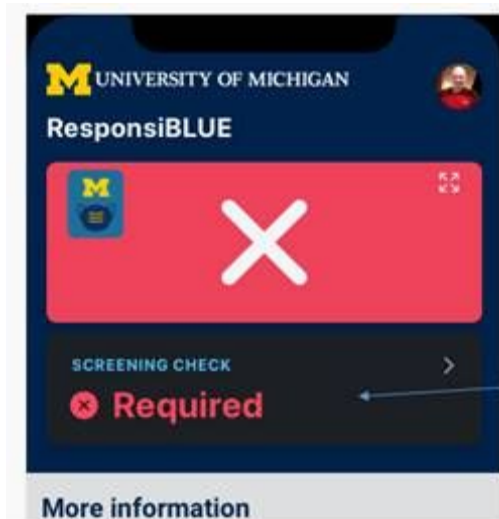 M UNIVERSITY OF MICHIGAN
ResponsiBLUE
M
SCREENING CHECK
Required
More information